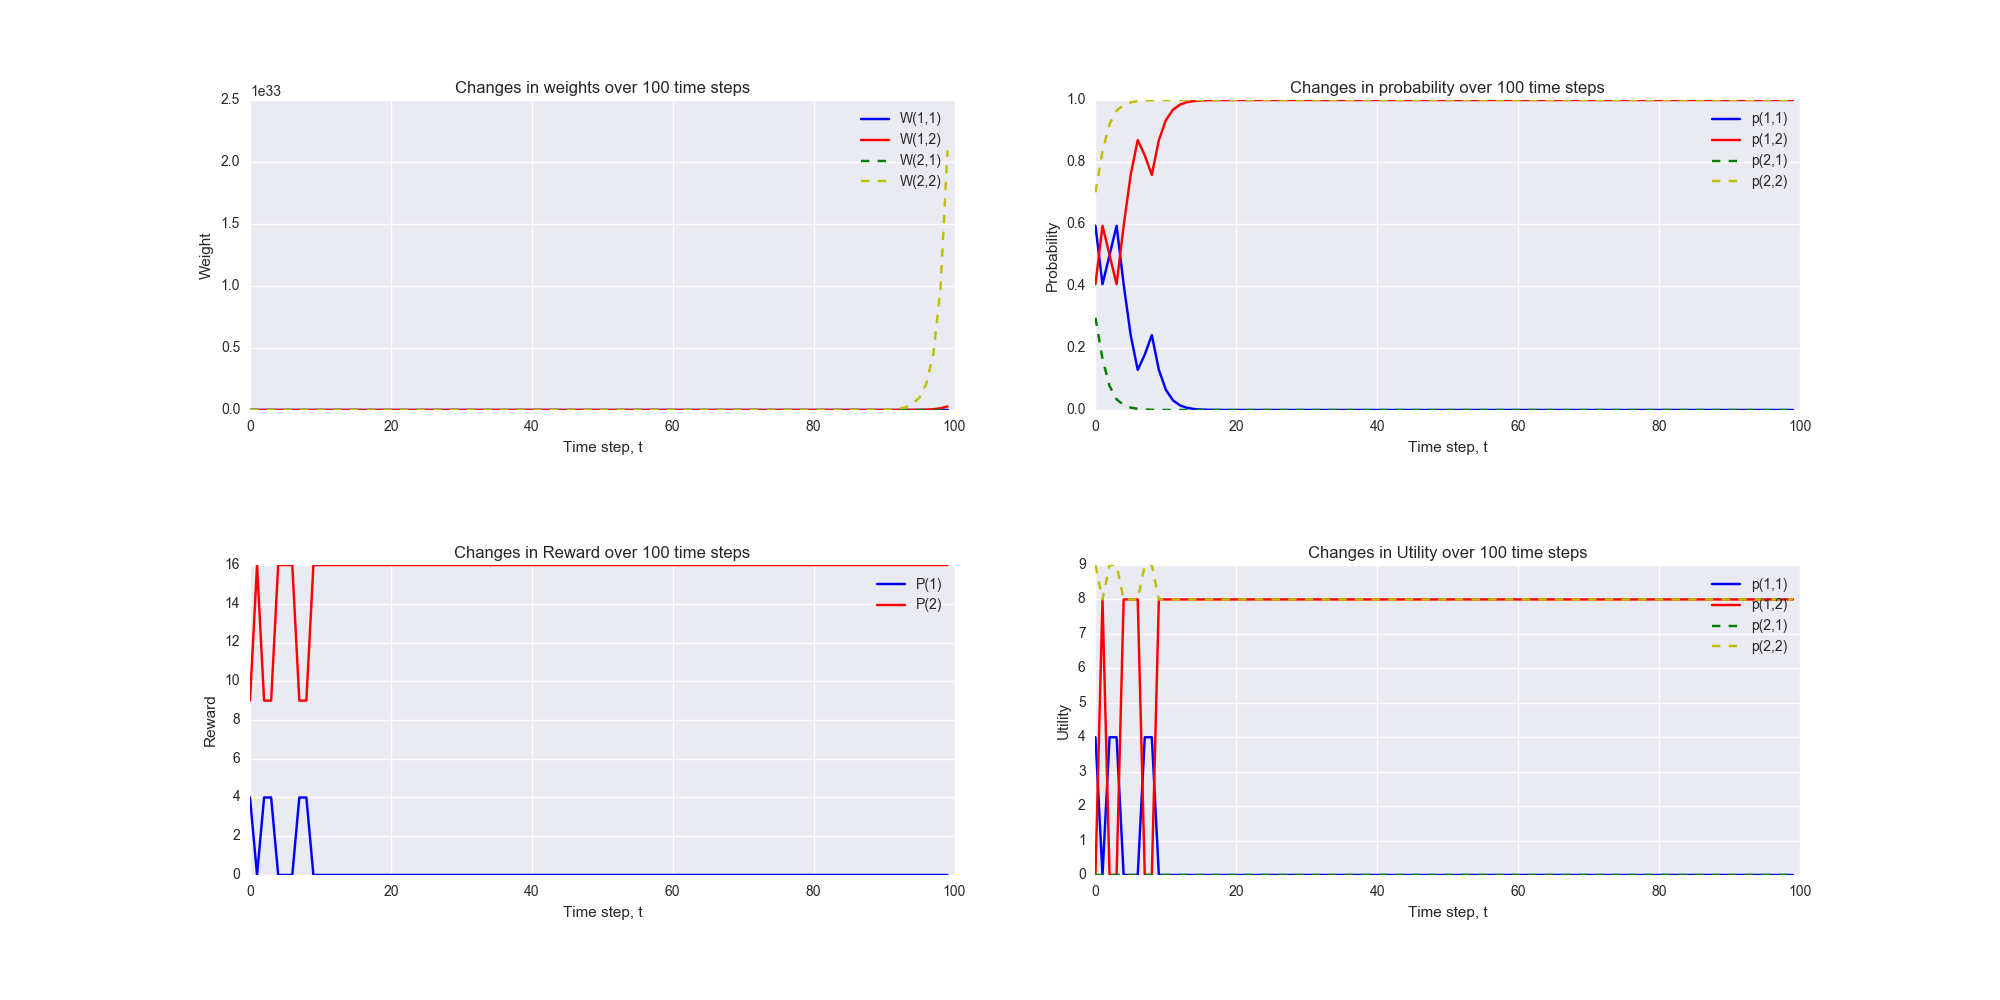 Changes in weights over 100 time steps
1e33
2.5
2.0
1.5
1.0
0.5
0.0
Weight
W(1,1)
W(1,2)
W(2,1)
W(2,2)
0 20 40 60 80 100
Time step, t
Changes in probability over 100 time steps
1.0
0.8
0.6
0.4
0.2
0.0
Probability
p(1,1)
p(1,2)
p(2,1)
p(2,2)
0 20 40 60 80 100
Time step, t
Changes in Reward over 100 time steps
16
14
12
10
8
6
4
2
0
Reward
P(1)
P(2)
0 20 40 60 80 100
Time step, t
Changes in Utility over 100 time steps
9
8
7
6
5
4
3
2
1
0
Utility
p(1,1)
p(1,2)
p(2,1)
p(2,2)
0 20 40 60 80 100
Time step, t